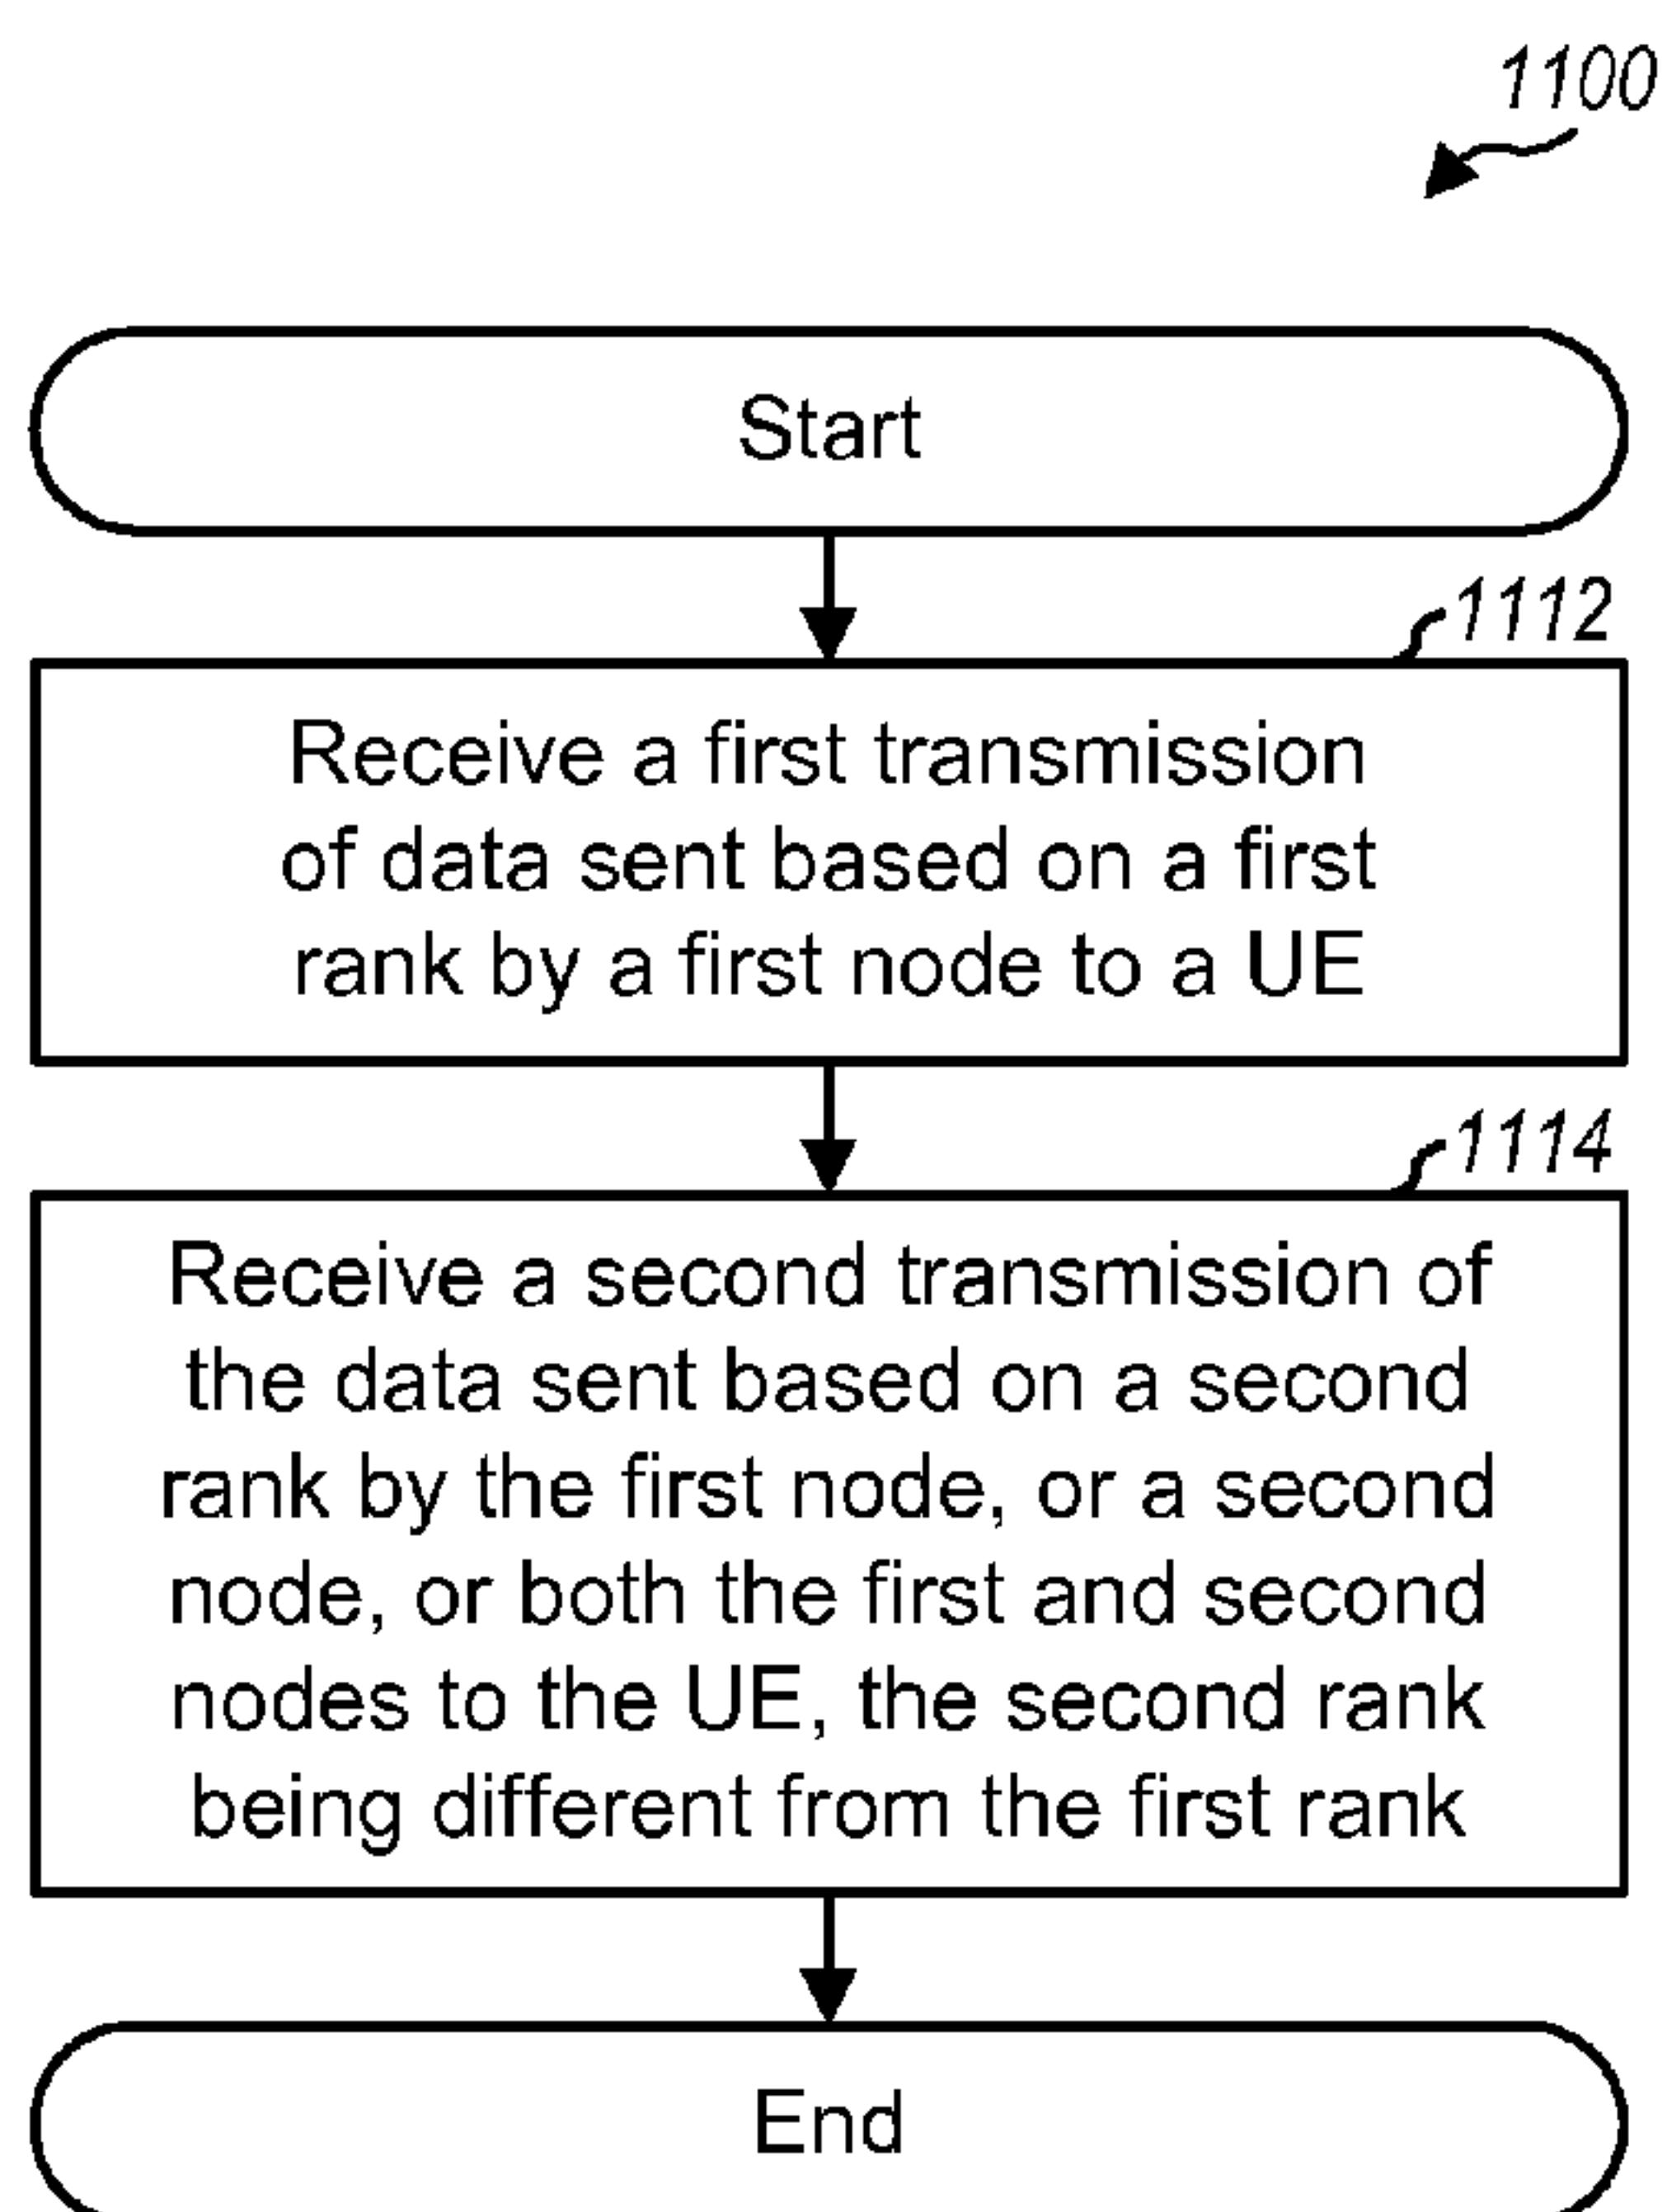 1100
Start
1112
Receive a first transmission
of data sent based on a first
rank by a first node to a UE
1114
Receive a second transmission of
the data sent based on a second
rank by the first node, or a second
node, or both the first and second
nodes to the UE, the second rank
being different from the first rank
End